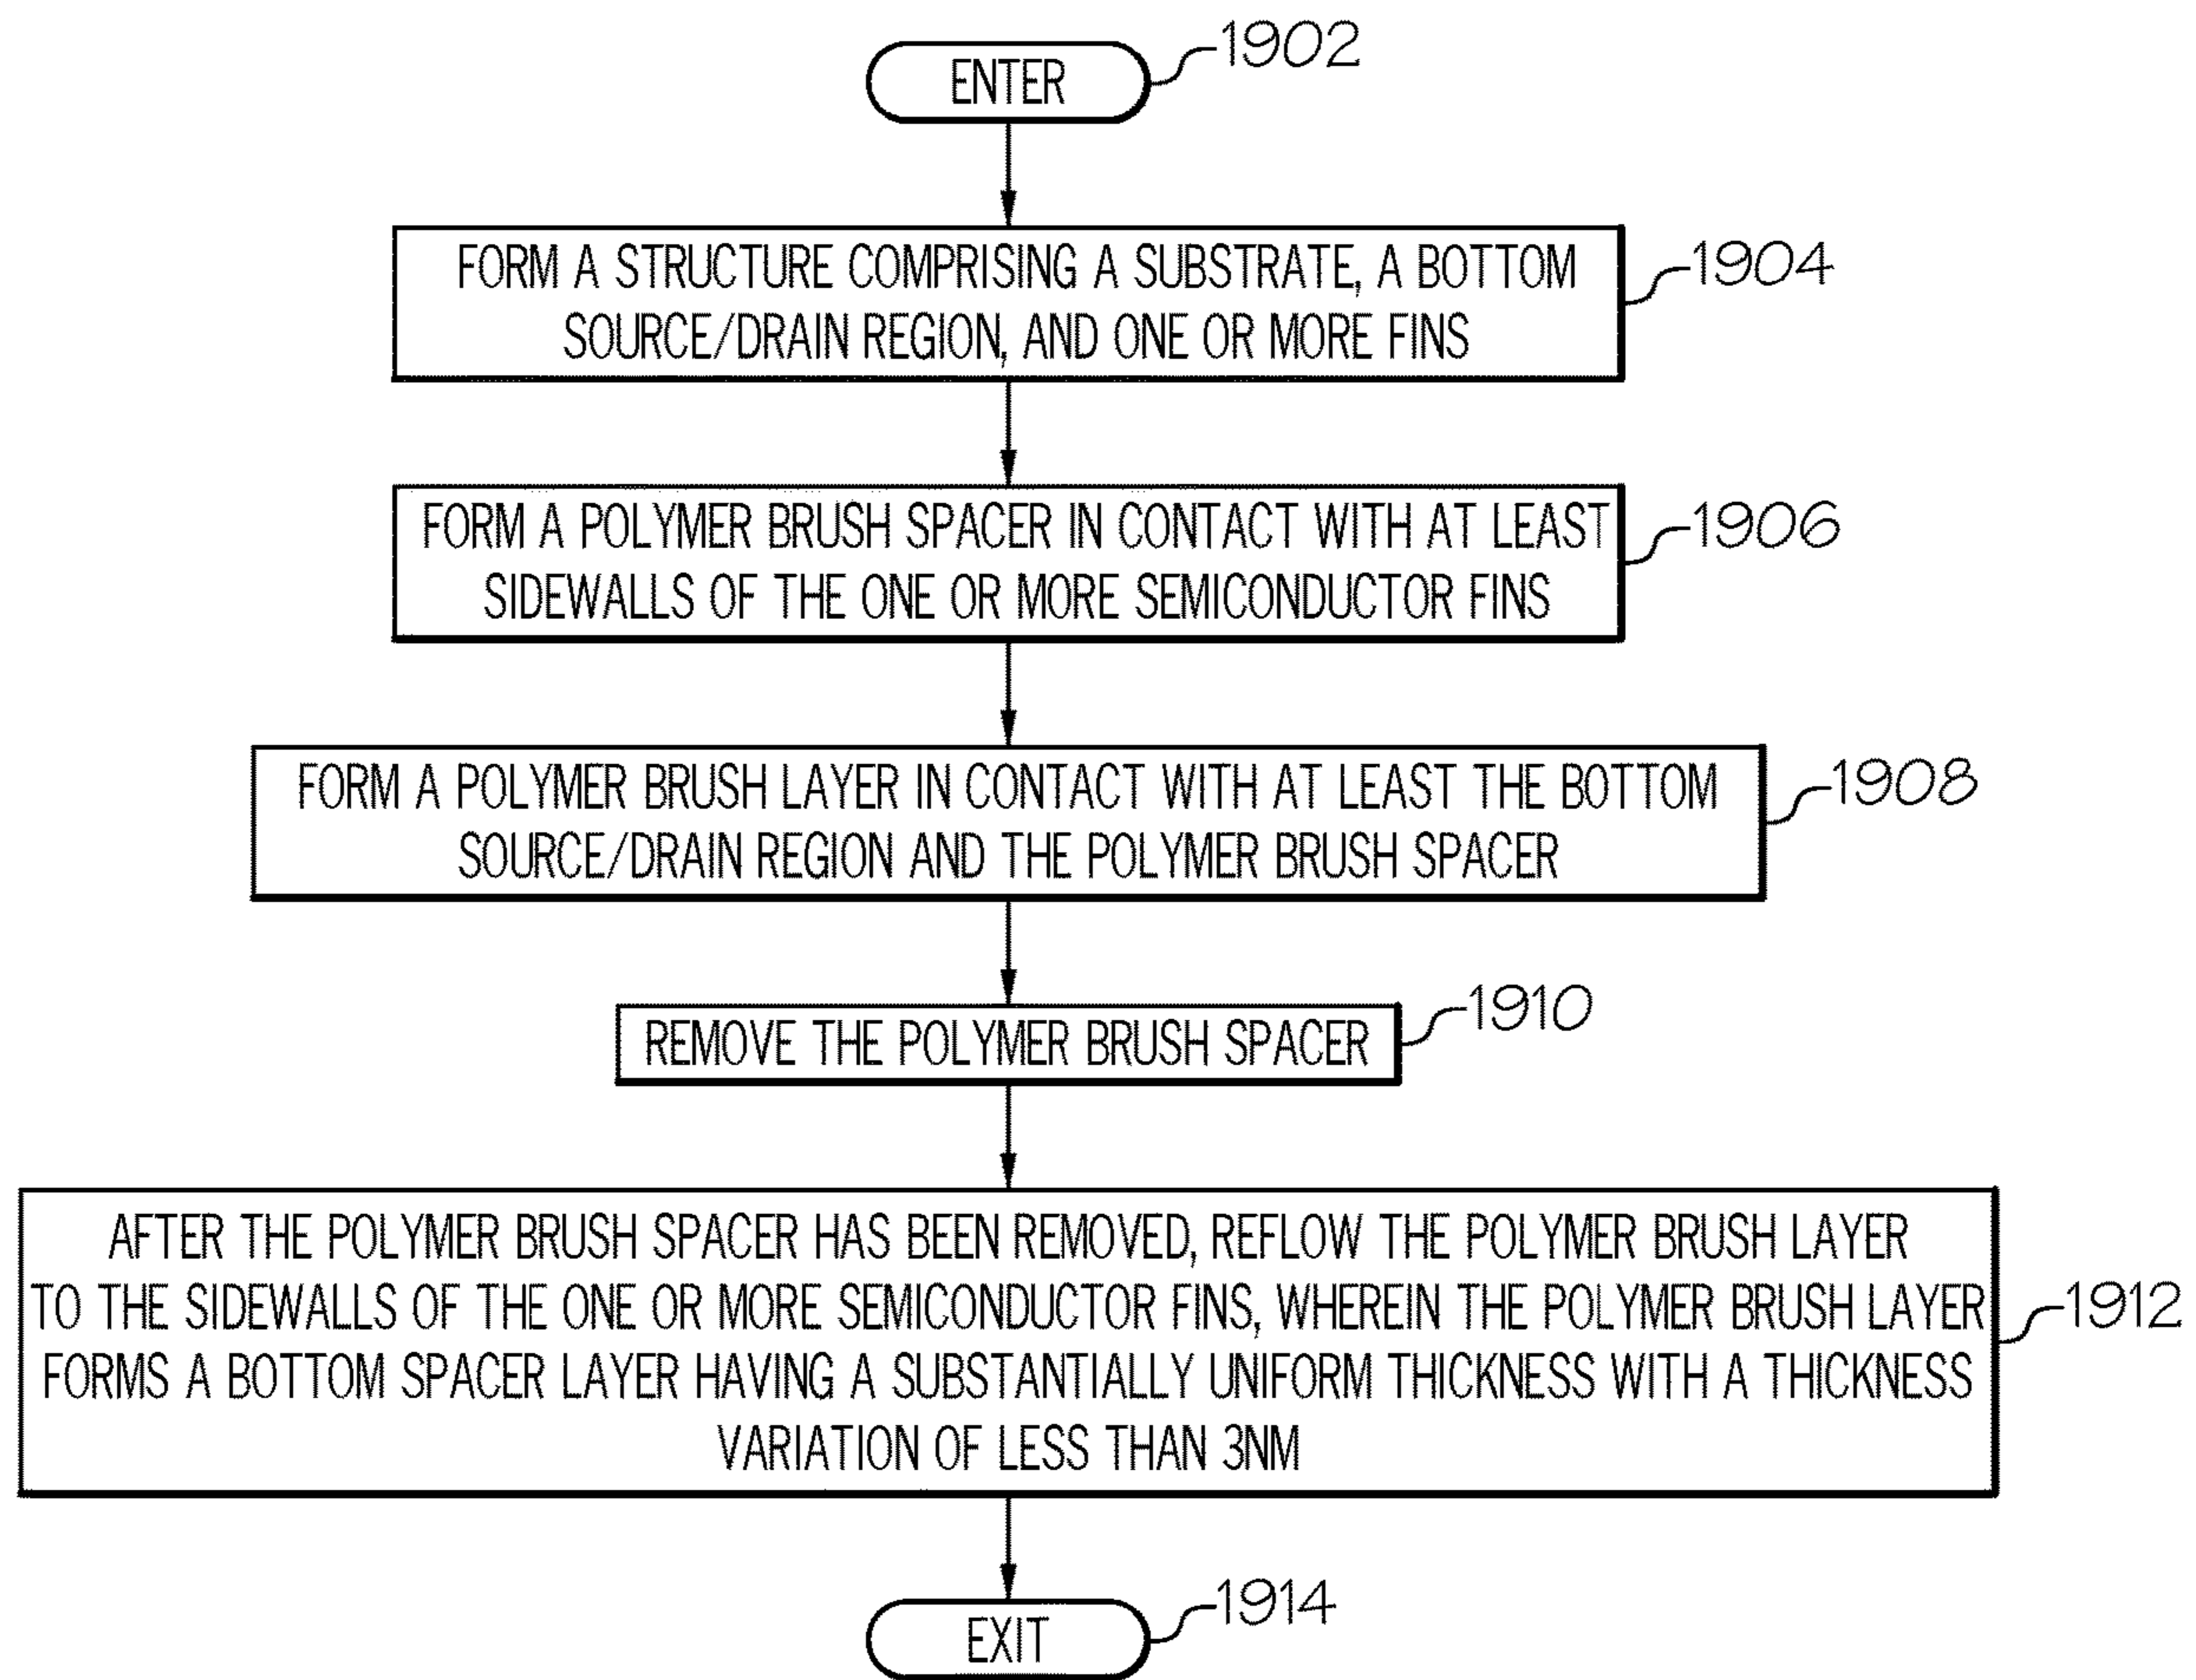 ENTER
1902
FORM A STRUCTURE COMPRISING A SUBSTRATE, A BOTTOM
SOURCE/DRAIN REGION, AND ONE OR MORE FINS
1904
FORM A POLYMER BRUSH SPACER IN CONTACT WITH AT LEAST
SIDEWALLS OF THE ONE OR MORE SEMICONDUCTOR FINS
1906
FORM A POLYMER BRUSH LAYER IN CONTACT WITH AT LEAST THE BOTTOM
SOURCE/DRAIN REGION AND THE POLYMER BRUSH SPACER
1908
REMOVE THE POLYMER BRUSH SPACER
1910
AFTER THE POLYMER BRUSH SPACER HAS BEEN REMOVED, REFLOW THE POLYMER BRUSH LAYER
TO THE SIDEWALLS OF THE ONE OR MORE SEMICONDUCTOR FINS, WHEREIN THE POLYMER BRUSH LAYER
FORMS A BOTTOM SPACER LAYER HAVING A SUBSTANTIALLY UNIFORM THICKNESS WITH A THICKNESS
VARIATION OF LESS THAN 3NM
1912
EXIT
1914